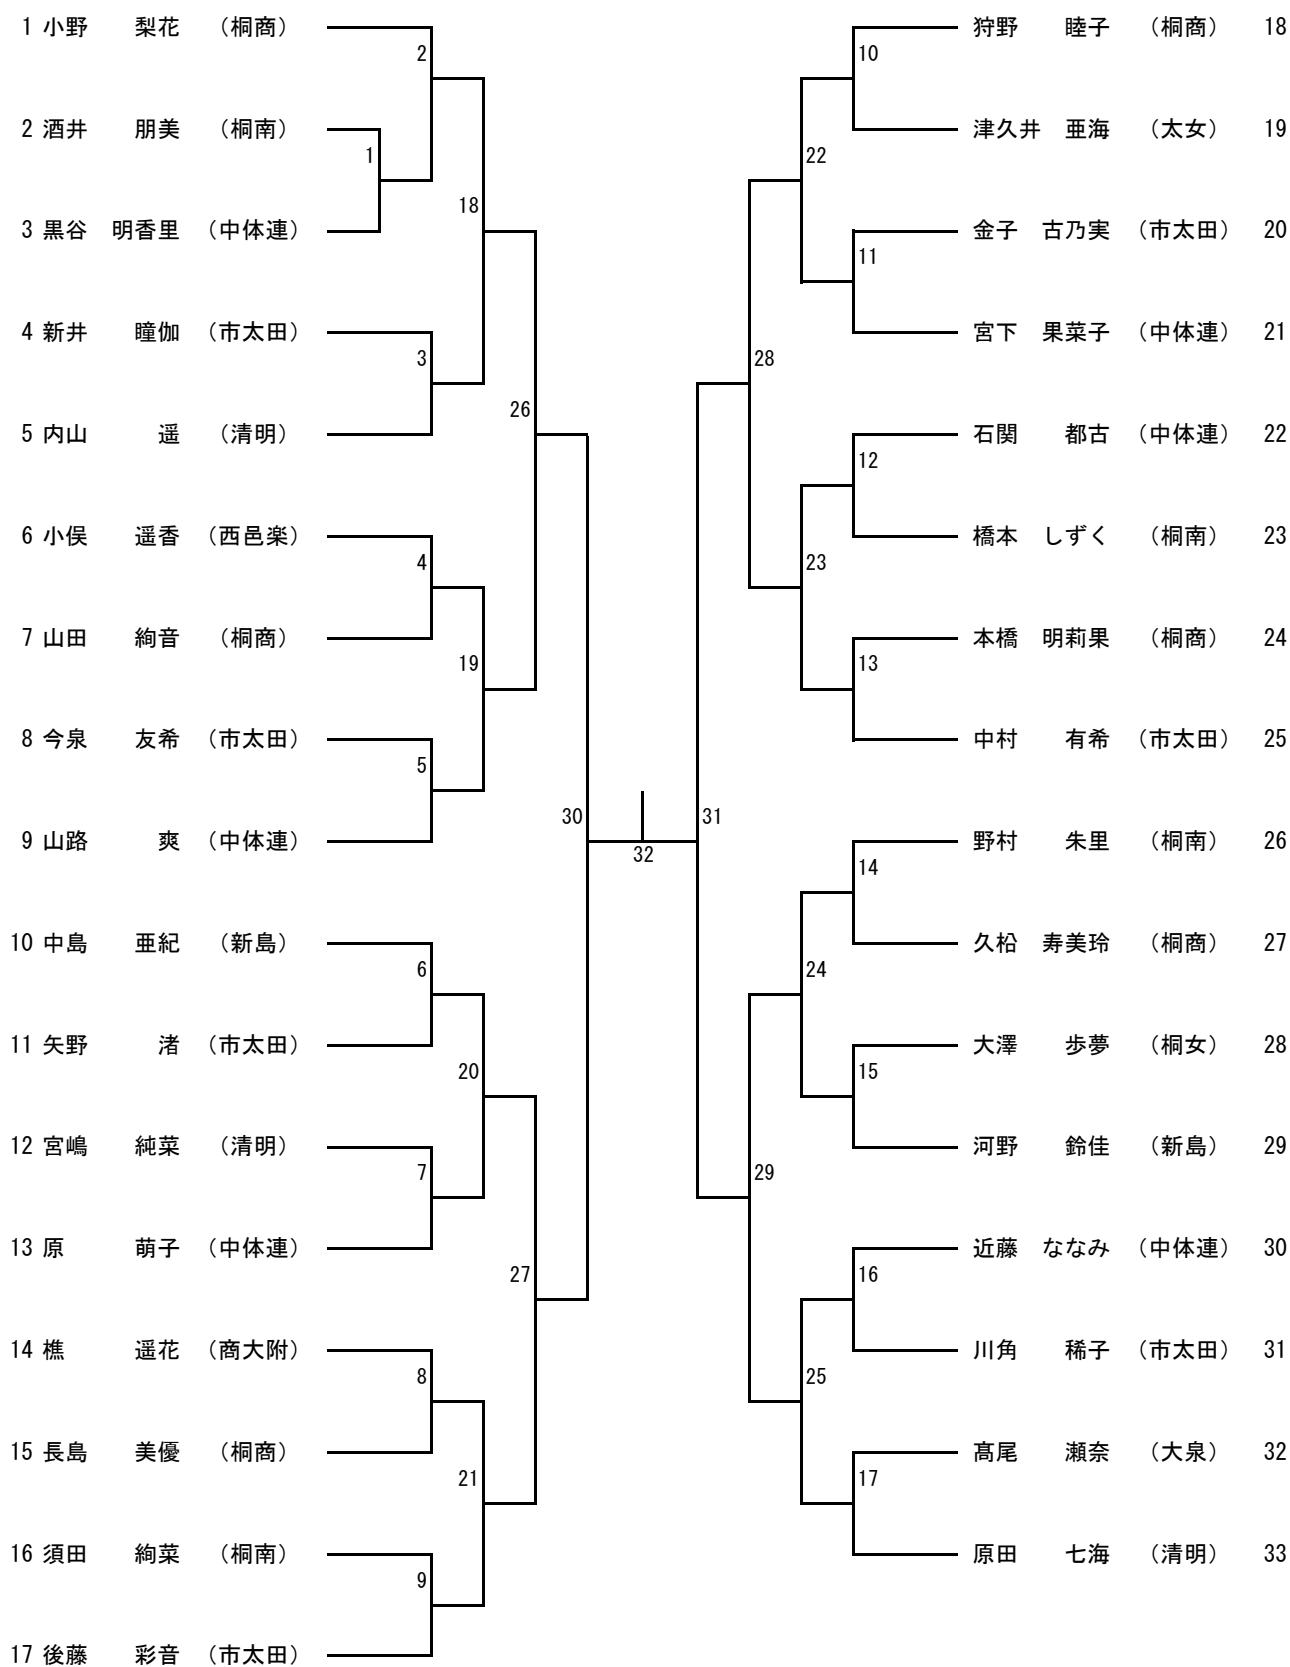 1 小野 梨花 （桐商）
2 酒井 朋美 （桐南）
3 黒谷 明香里 （中体連）
4 新井 瞳伽 （市太田）
5 内山 遥 （清明）
6 小俣 遥香 （西邑楽）
7 山田 絢音 （桐商）
8 今泉 友希 （市太田）
9 山路 爽 （中体連）
10 中島 亜紀 （新島）
11 矢野 渚 （市太田）
12 宮嶋 純菜 （清明）
13 原 萌子 （中体連）
14 樵 遥花 （商大附）
15 長島 美優 （桐商）
16 須田 絢菜 （桐南）
17 後藤 彩音 （市太田）
2
1
18
3
26
4
19
5
30
6
20
7
27
8
21
9
32
10
22
11
28
12
23
13
31
14
24
15
29
16
25
17
狩野 睦子 （桐商） 18
津久井 亜海 （太女） 19
金子 古乃実 （市太田） 20
宮下 果菜子 （中体連） 21
石関 都古 （中体連） 22
橋本 しずく （桐南） 23
本橋 明莉果 （桐商） 24
中村 有希 （市太田） 25
野村 朱里 （桐南） 26
久松 寿美玲 （桐商） 27
大澤 歩夢 （桐女） 28
河野 鈴佳 （新島） 29
近藤 ななみ （中体連） 30
川角 稀子 （市太田） 31
髙尾 瀬奈 （大泉） 32
原田 七海 （清明） 33